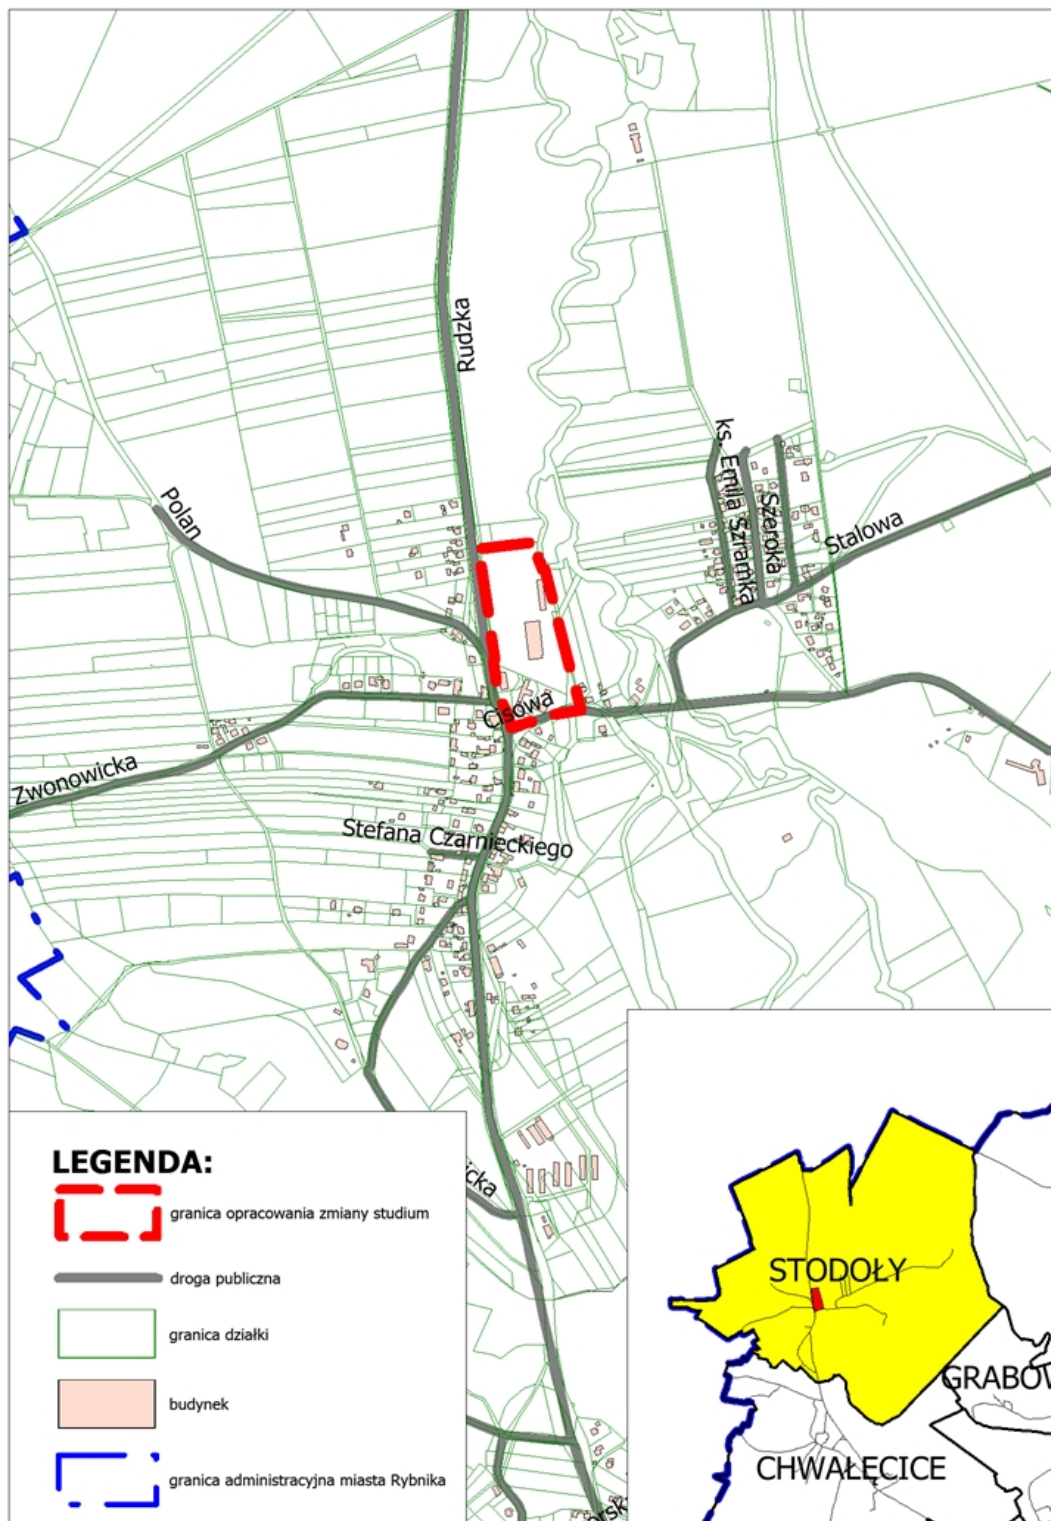 Rudzka
Polan
ks. Emila Szramka
Szeroka
Stalowa
Cisowa
Zwonowicka
Stefana Czarnieckiego
LEGENDA:
granica opracowania zmiany studium
droga publiczna
granica działki
budynek
granica administracyjna miasta Rybnika
STODOŁY
CHWAŁECICE